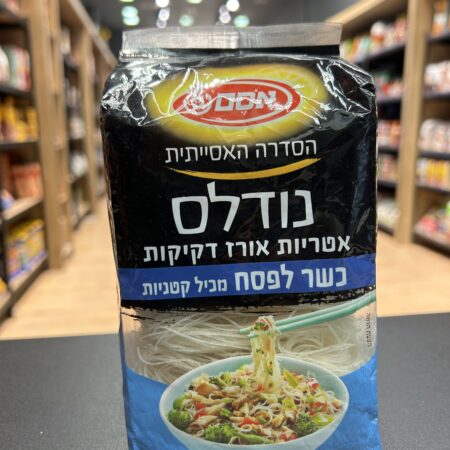 אסם
הסדרה האסייתית
נודלס
אטריות אורז דקיקות
כשר לפסח מכיל קטניות